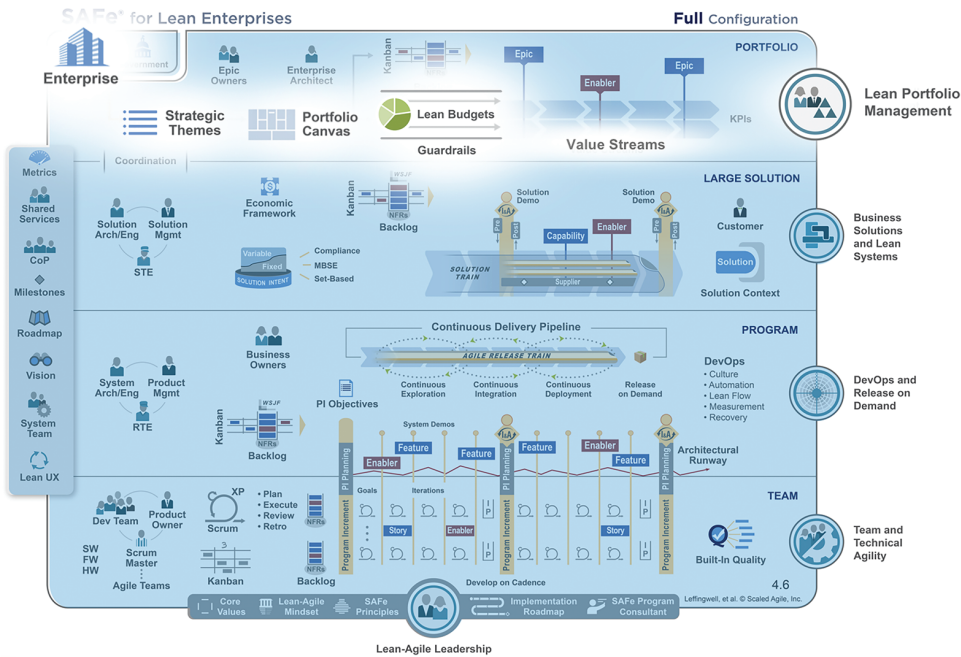 SAFe® for Lean Enterprises
Full Configuration
Enterprise
Government
Epic
Owners
Enterprise
Architect
Kanban
Epic
Enabler
Epic
PORTFOLIO
Strategic
Themes
Portfolio
Canvas
Lean Budgets
Guardrails
Value Streams
KPIs
Lean Portfolio
Management
Coordination
Metrics
Shared
Services
CoP
Milestones
Roadmap
Vision
System
Team
Lean UX
LARGE SOLUTION
Solution
Arch/Eng
Solution
Mgmt
STE
Economic
Framework
Variable
Fixed
SOLUTION INTENT
Compliance
MBSE
Set-Based
Kanban
WSJF
NFRs
Backlog
Solution
Demo
I&A
Pre
Post
Capability
Enabler
Solution
Demo
I&A
Pre
Post
SOLUTION
TRAIN
Supplier
Customer
Solution
Solution Context
Business
Solutions
and Lean
Systems
PROGRAM
System
Arch/Eng
Product
Mgmt
RTE
Business
Owners
Continuous Delivery Pipeline
AGILE RELEASE TRAIN
Continuous
Exploration
Continuous
Integration
Continuous
Deployment
Release
on Demand
DevOps
• Culture
• Automation
• Lean Flow
• Measurement
• Recovery
DevOps and
Release on
Demand
PI Objectives
Kanban
WSJF
NFRs
Backlog
System Demos
I&A
I&A
PI Planning
PI Planning
PI Planning
Enabler
Feature
Feature
Feature
Enabler
Feature
Architectural
Runway
TEAM
Dev Team
Product
Owner
Scrum
Master
SW
FW
HW
Agile Teams
XP
Scrum
Kanban
3
• Plan
• Execute
• Review
• Retro
NFRs
NFRs
Backlog
Program Increment
Program Increment
Program Increment
Goals
Iterations
Story
Enabler
Story
I P
I P
I P
I P
Built-In Quality
Team and
Technical
Agility
Develop on Cadence
4.6
Leffingwell, et al. © Scaled Agile, Inc.
Core
Values
Lean-Agile
Mindset
SAFe
Principles
Implementation
Roadmap
SAFe Program
Consultant
Lean-Agile Leadership